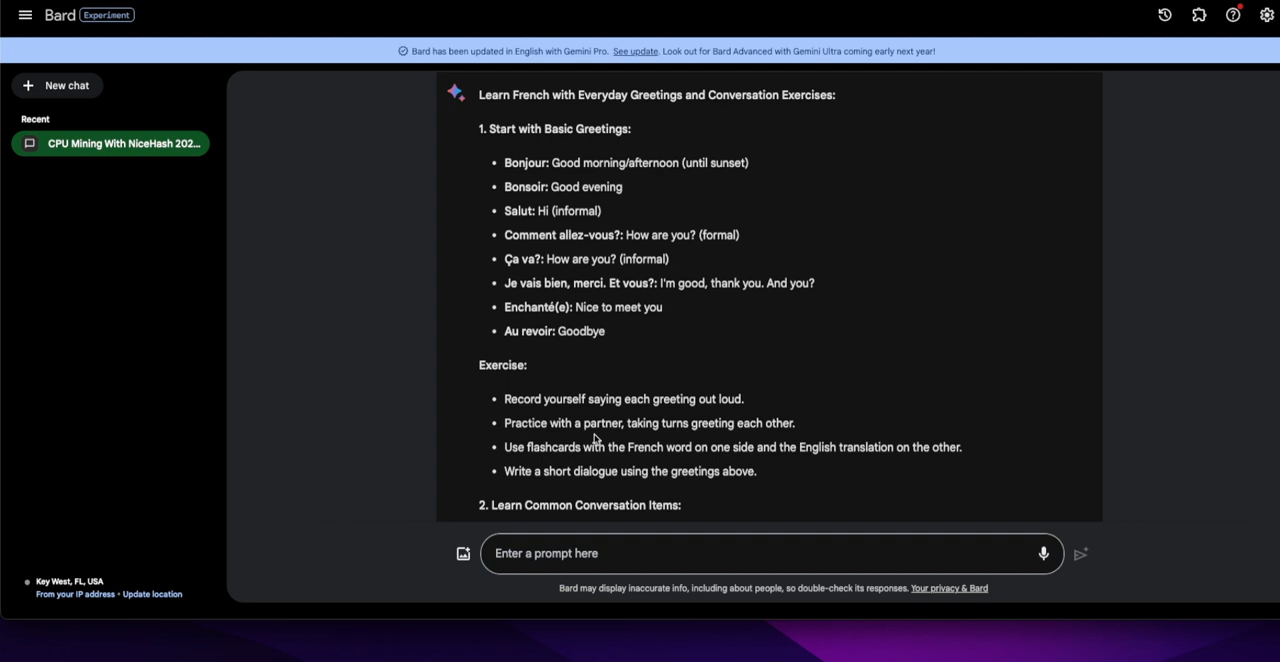 Bard Experiment
Bard has been updated in English with Gemini Pro. See update. Look out for Bard Advanced with Gemini Ultra coming early next year!
+ New chat
Recent
CPU Mining With NiceHash 202...
Learn French with Everyday Greetings and Conversation Exercises:
1. Start with Basic Greetings:
• Bonjour: Good morning/afternoon (until sunset)
• Bonsoir: Good evening
• Salut: Hi (informal)
• Comment allez-vous?: How are you? (formal)
• Ça va?: How are you? (informal)
• Je vais bien, merci. Et vous?: I'm good, thank you. And you?
• Enchanté(e): Nice to meet you
• Au revoir: Goodbye
Exercise:
• Record yourself saying each greeting out loud.
• Practice with a partner, taking turns greeting each other.
• Use flashcards with the French word on one side and the English translation on the other.
• Write a short dialogue using the greetings above.
2. Learn Common Conversation Items:
Enter a prompt here
Bard may display inaccurate info, including about people, so double-check its responses. Your privacy & Bard
Key West, FL, USA
From your IP address • Update location